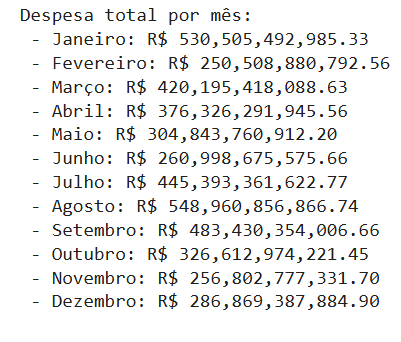 Despesa total por mês:
- Janeiro: R$ 530,505,492,985.33
- Fevereiro: R$ 250,508,880,792.56
- Março: R$ 420,195,418,088.63
- Abril: R$ 376,326,291,945.56
- Maio: R$ 304,843,760,912.20
- Junho: R$ 260,998,675,575.66
- Julho: R$ 445,393,361,622.77
- Agosto: R$ 548,960,856,866.74
- Setembro: R$ 483,430,354,006.66
- Outubro: R$ 326,612,974,221.45
- Novembro: R$ 256,802,777,331.70
- Dezembro: R$ 286,869,387,884.90